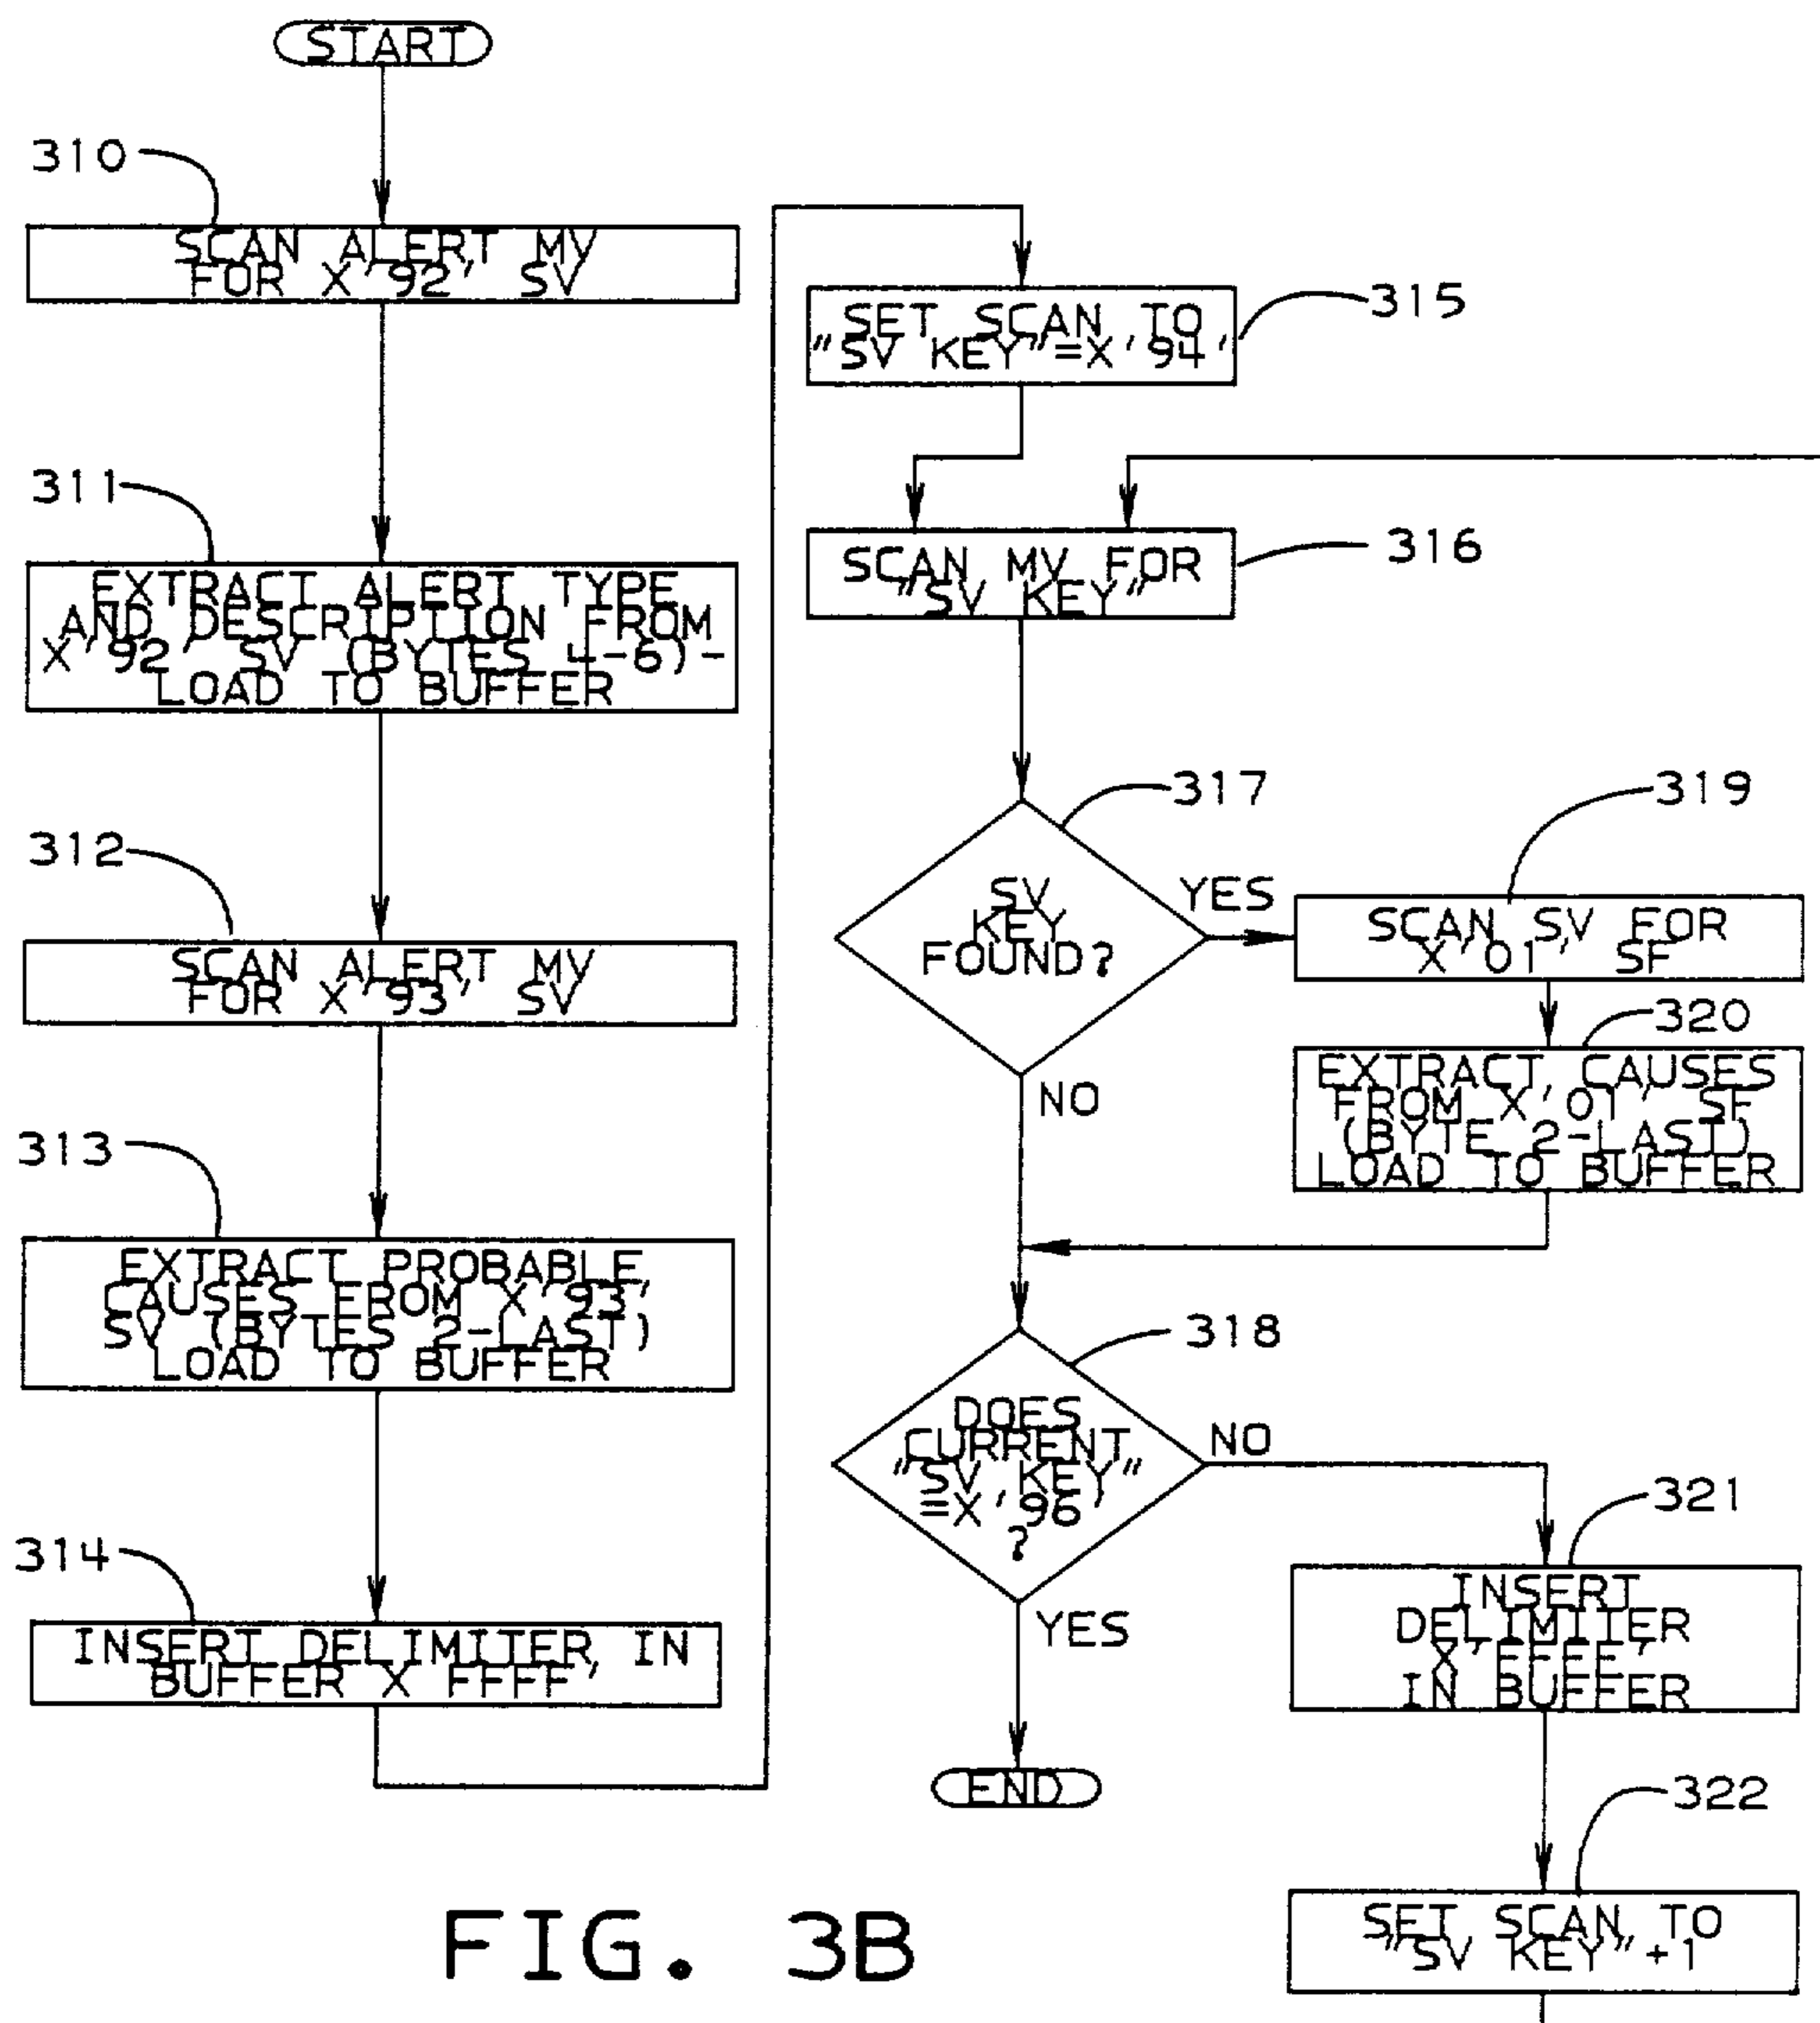 START
310
SCAN ALERT MV
FOR X'92' SV
311
EXTRACT ALERT TYPE
AND DESCRIPTION FROM
X'92' SV (BYTES 4-6)-
LOAD TO BUFFER
312
SCAN ALERT MV
FOR X'93' SV
313
EXTRACT PROBABLE
CAUSES FROM X'93'
SV (BYTES 2-LAST)
LOAD TO BUFFER
314
INSERT DELIMITER IN
BUFFER X'FFFF'
315
SET SCAN TO
"SV KEY"=X'94'
316
SCAN MV FOR
"SV KEY"
317
SV
KEY
FOUND?
YES
NO
319
SCAN SV FOR
X'01' SF
320
EXTRACT CAUSES
FROM X'01' SF
(BYTE 2-LAST)
LOAD TO BUFFER
318
DOES
CURRENT
"SV KEY"
=X'96'
?
NO
YES
321
INSERT
DELIMITER
X'FFFF'
IN BUFFER
END
322
SET SCAN TO
"SV KEY"+1
FIG. 3B